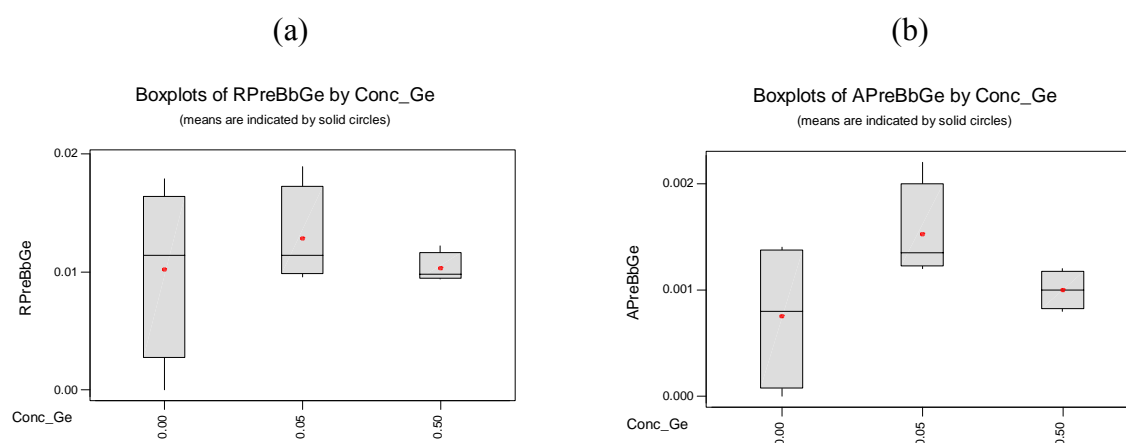 (a)
Boxplots of RPreBbGe by Conc_Ge
(means are indicated by solid circles)
0.02
0.01
0.00
RPreBbGe
Conc_Ge
0.00
0.05
0.50
(b)
Boxplots of APreBbGe by Conc_Ge
(means are indicated by solid circles)
0.002
0.001
0.000
APreBbGe
Conc_Ge
0.00
0.05
0.50